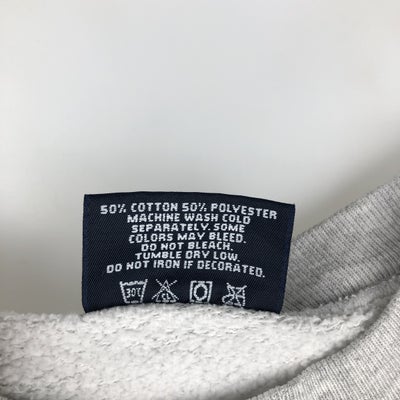 50% COTTON 50% POLYESTER
MACHINE WASH COLD
SEPARATELY. SOME
COLORS MAY BLEED.
DO NOT BLEACH.
TUMBLE DRY LOW.
DO NOT IRON IF DECORATED.